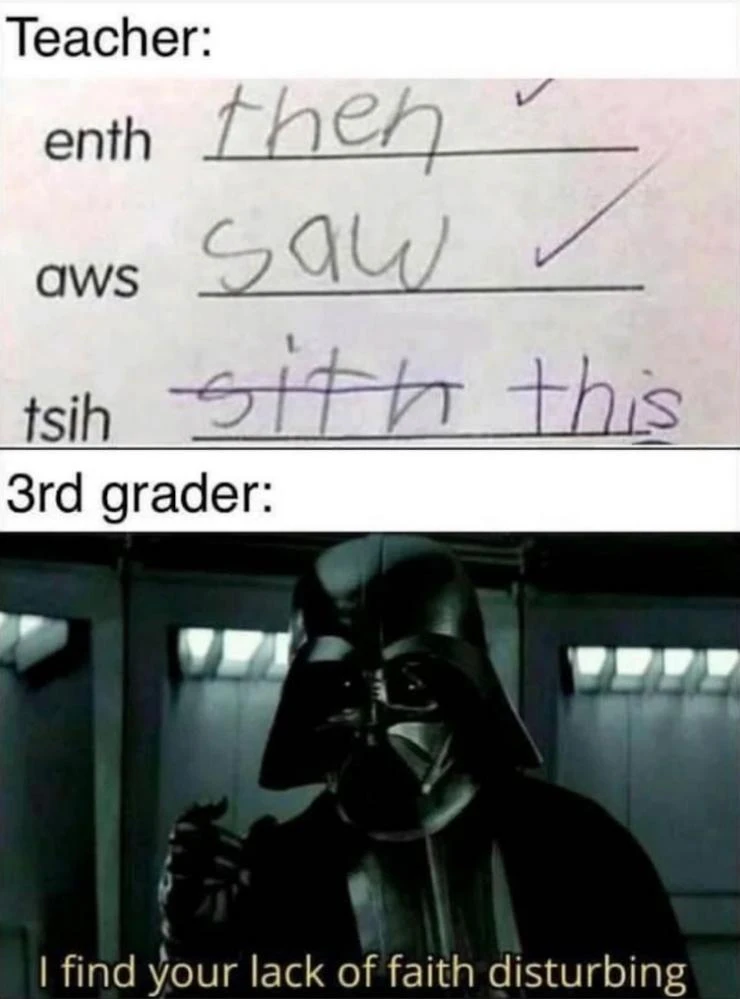 Teacher:
enth then
aws saw
tsih sith this
3rd grader:
I find your lack of faith disturbing